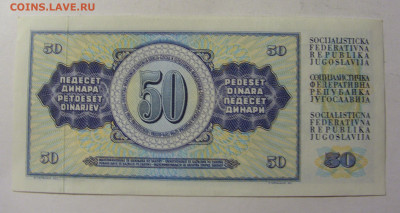 COINS.LAVE.RU
50
50
ПЕДЕСЕТ
ДИНАРА
PETDESET
DINARJEV
50
PEDESET
DINARA
ПЕДЕСЕТ
ДИНАРИ
SOCIJALISTIČKA
FEDERATIVNA
REPUBLIKA
JUGOSLAVIJA
СОЦИЈАЛИСТИЧКА
ФЕДЕРАТИВНА
РЕПУБЛИКА
ЈУГОСЛАВИЈА
SOCIALISTIČNA
FEDERATIVNA
REPUBLIKA
JUGOSLAVIJA
50
50